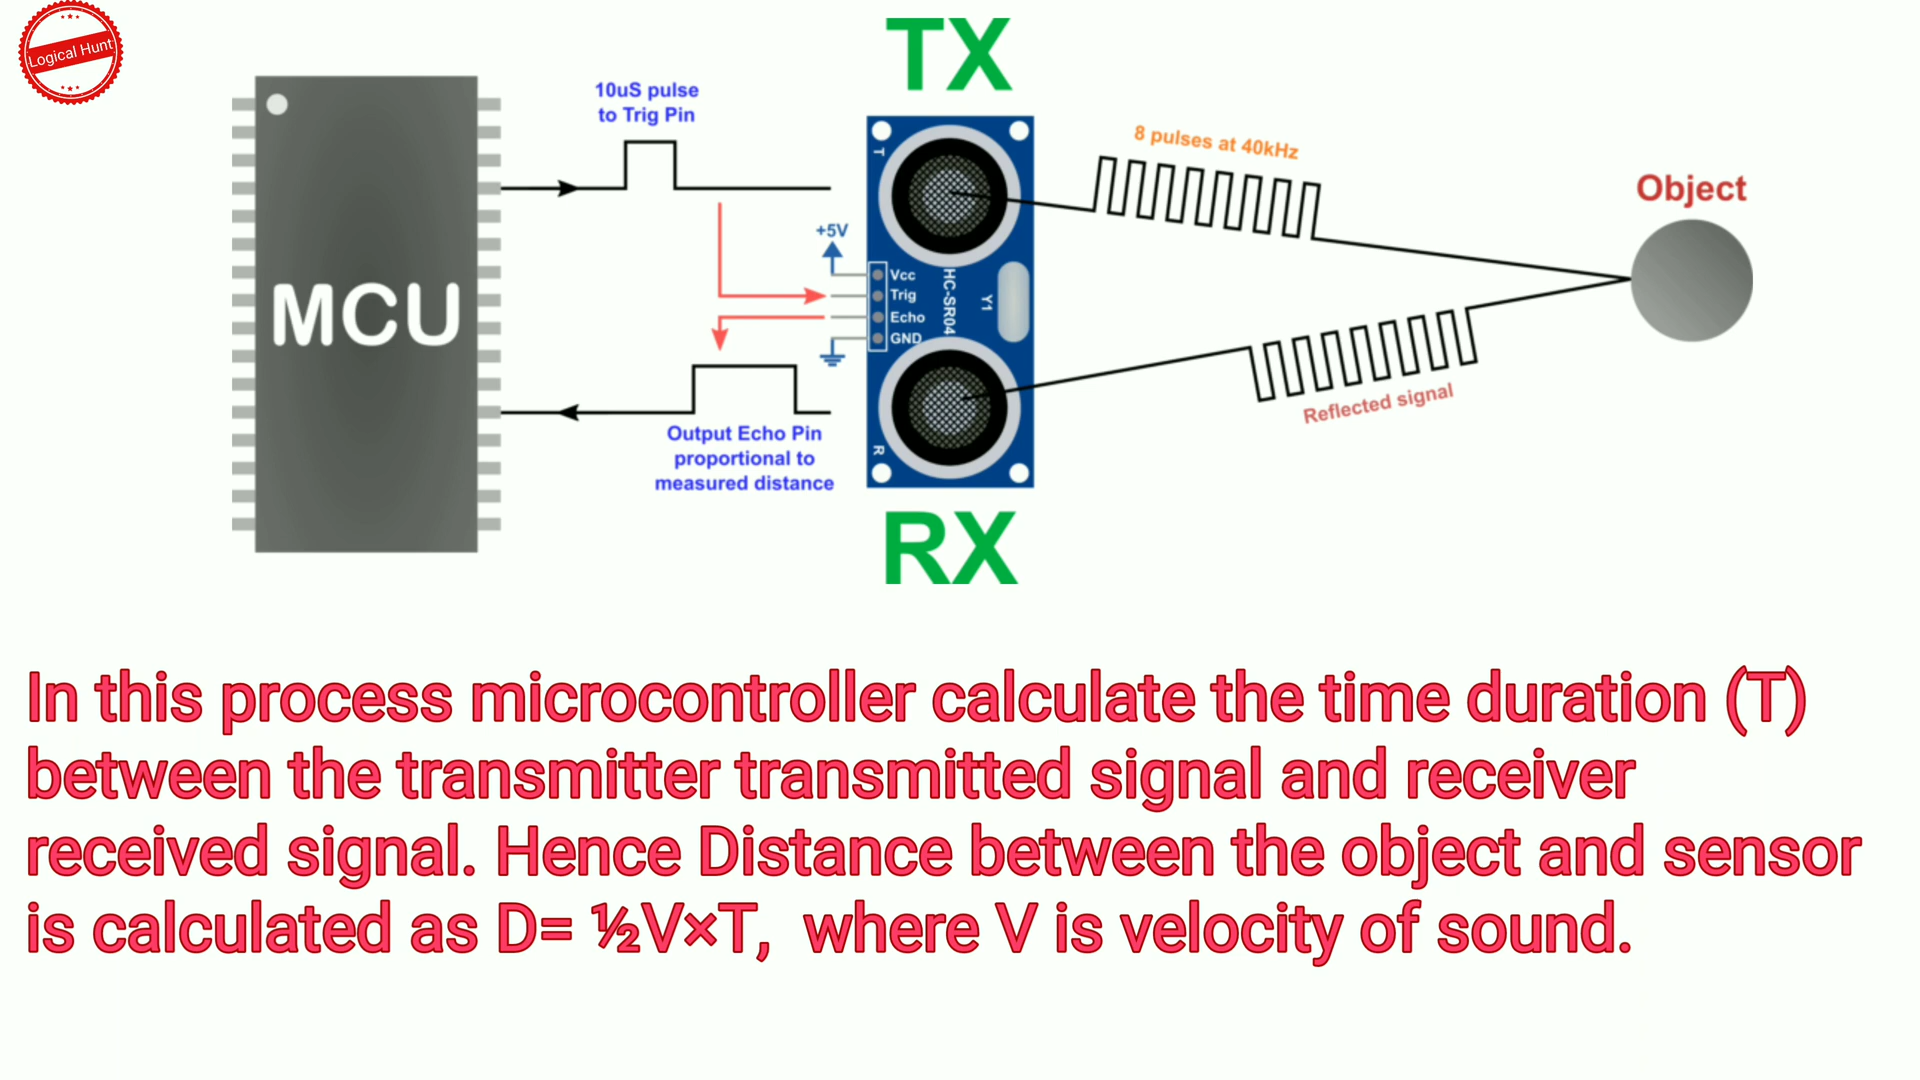 Logical Hunt
TX
10uS pulse
to Trig Pin
8 pulses at 40kHz
Object
T
+5V
Vcc
Trig
Echo
GND
HC-SR04
Y1
MCU
Reflected signal
Output Echo Pin
proportional to
measured distance
R
RX
In this process microcontroller calculate the time duration (T)
between the transmitter transmitted signal and receiver
received signal. Hence Distance between the object and sensor
is calculated as D= ½V×T, where V is velocity of sound.